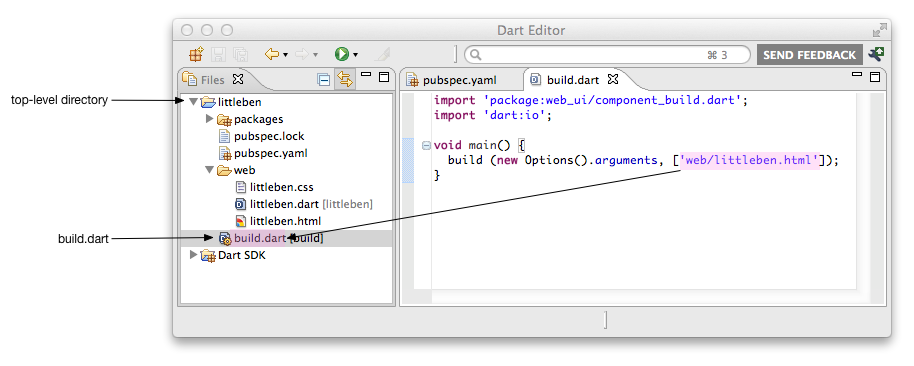 Dart Editor
⌘ 3
SEND FEEDBACK
Files
pubspec.yaml
build.dart
top-level directory
littleben
packages
pubspec.lock
pubspec.yaml
web
littleben.css
littleben.dart [littleben]
littleben.html
build.dart
build.dart [build]
Dart SDK
import 'package:web_ui/component_build.dart';
import 'dart:io';
void main() {
build (new Options().arguments, ['web/littleben.html']);
}